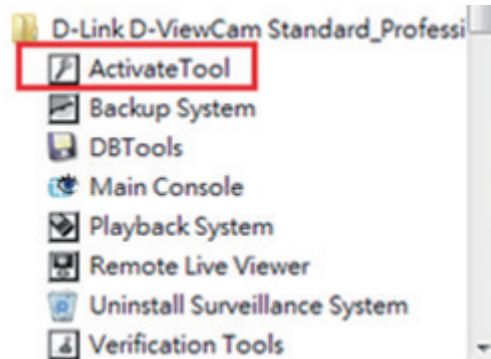 D-Link D-ViewCam Standard_Professi
ActivateTool
Backup System
DBTools
Main Console
Playback System
Remote Live Viewer
Uninstall Surveillance System
Verification Tools